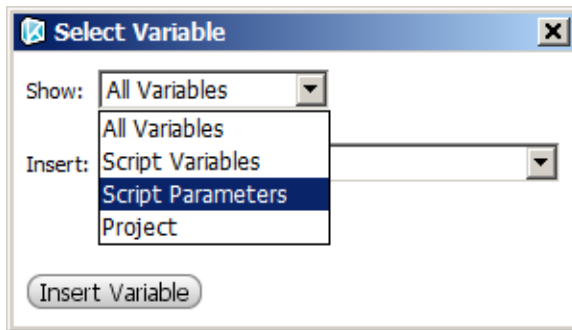 Select Variable
Show: All Variables
All Variables
Insert: Script Variables
Script Parameters
Project
Insert Variable